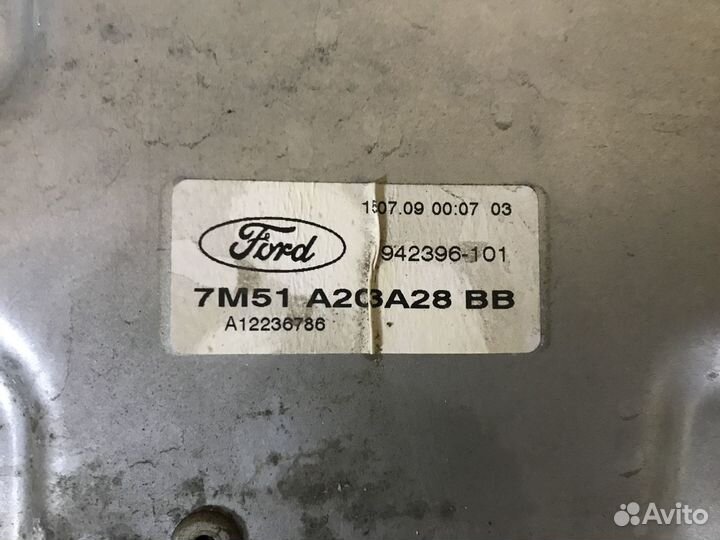 1507.09 00:07 03
Ford
942396-101
7M51 A203A28 BB
A12236786
Avito